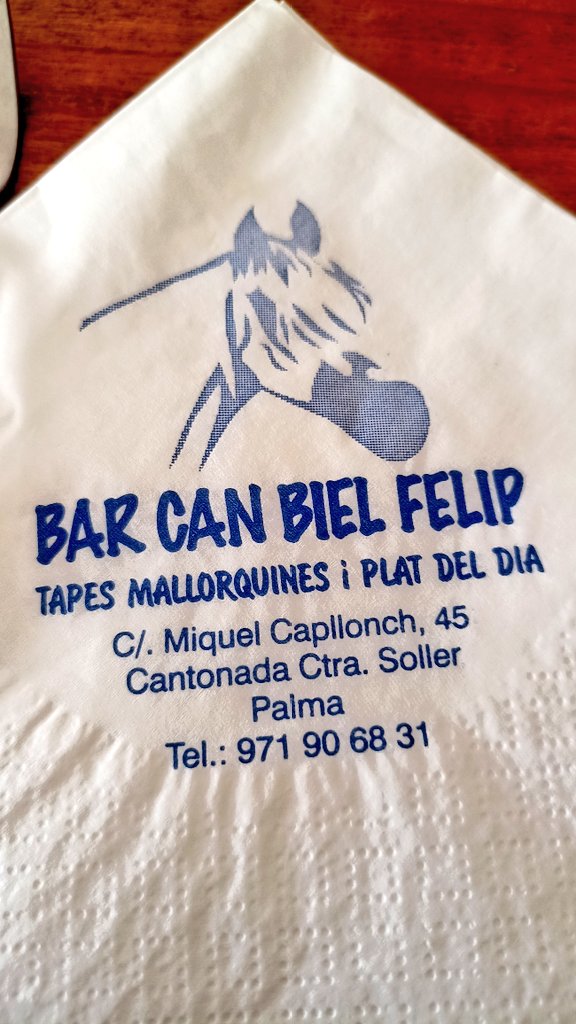 BAR CAN BIEL FELIP
TAPES MALLORQUINES i PLAT DEL DIA
C/. Miquel Capllonch, 45
Cantonada Ctra. Soller
Palma
Tel.: 971 90 68 31